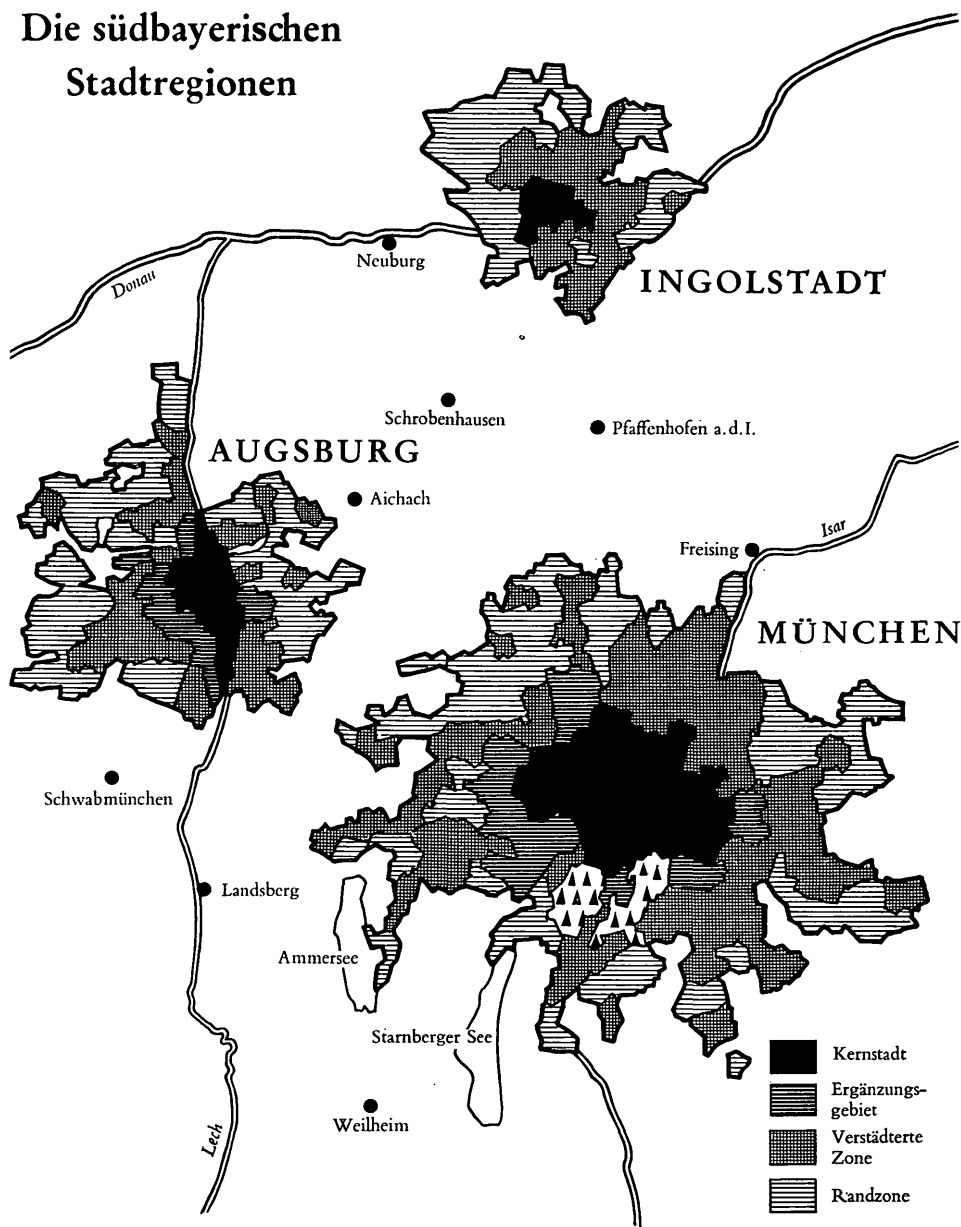 Die südbayerischen
Stadtregionen
Donau
Neuburg
INGOLSTADT
Schrobenhausen
Pfaffenhofen a.d.I.
AUGSBURG
Aichach
Isar
Freising
MÜNCHEN
Schwabmünchen
Landsberg
Ammersee
Starnberger See
Weilheim
Lech
Kernstadt
Ergänzungs-
gebiet
Verstädterte
Zone
Randzone